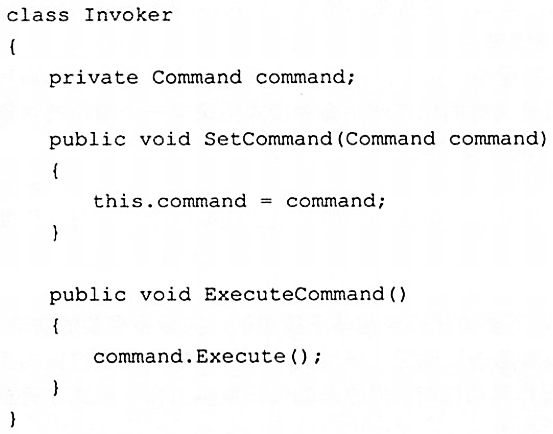 class Invoker
{
    private Command command;
    public void SetCommand(Command command)
    {
        this.command = command;
    }
    public void ExecuteCommand()
    {
        command.Execute();
    }
}